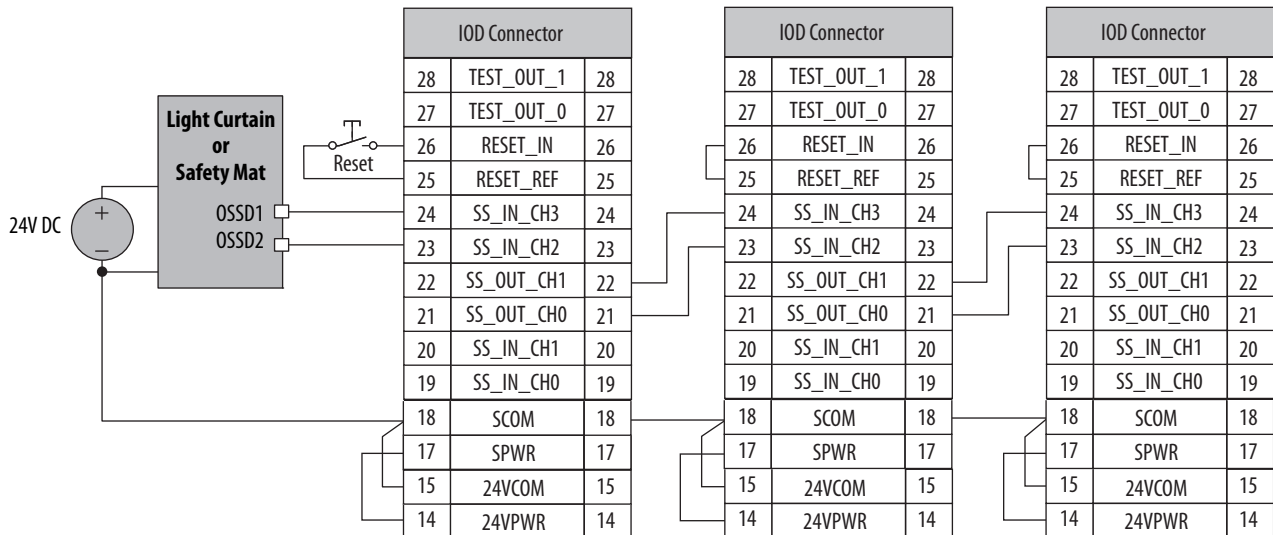 24V DC
+
–
Light Curtain
or
Safety Mat
OSSD1
OSSD2
Reset
IOD Connector
28 TEST_OUT_1 28
27 TEST_OUT_0 27
26 RESET_IN 26
25 RESET_REF 25
24 SS_IN_CH3 24
23 SS_IN_CH2 23
22 SS_OUT_CH1 22
21 SS_OUT_CH0 21
20 SS_IN_CH1 20
19 SS_IN_CH0 19
18 SCOM 18
17 SPWR 17
15 24VCOM 15
14 24VPWR 14
IOD Connector
28 TEST_OUT_1 28
27 TEST_OUT_0 27
26 RESET_IN 26
25 RESET_REF 25
24 SS_IN_CH3 24
23 SS_IN_CH2 23
22 SS_OUT_CH1 22
21 SS_OUT_CH0 21
20 SS_IN_CH1 20
19 SS_IN_CH0 19
18 SCOM 18
17 SPWR 17
15 24VCOM 15
14 24VPWR 14
IOD Connector
28 TEST_OUT_1 28
27 TEST_OUT_0 27
26 RESET_IN 26
25 RESET_REF 25
24 SS_IN_CH3 24
23 SS_IN_CH2 23
22 SS_OUT_CH1 22
21 SS_OUT_CH0 21
20 SS_IN_CH1 20
19 SS_IN_CH0 19
18 SCOM 18
17 SPWR 17
15 24VCOM 15
14 24VPWR 14